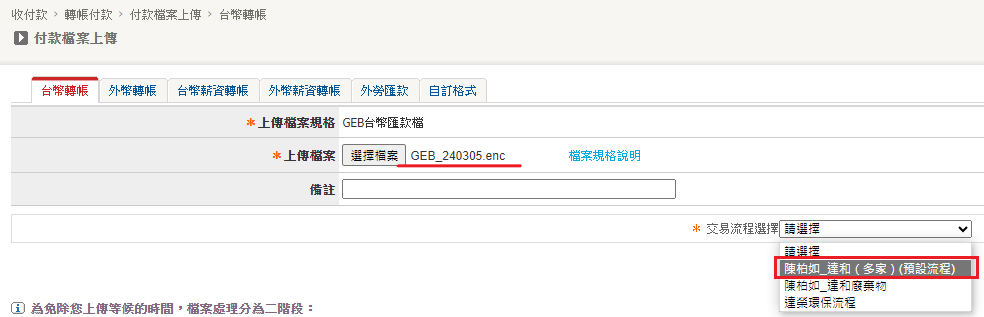 收付款 › 轉帳付款 › 付款檔案上傳 › 台幣轉帳
付款檔案上傳
台幣轉帳 外幣轉帳 台幣薪資轉帳 外幣薪資轉帳 外勞匯款 自訂格式
*上傳檔案規格 GEB台幣匯款檔
*上傳檔案 選擇檔案 GEB_240305.enc 檔案規格說明
備註
* 交易流程選擇 請選擇
請選擇
陳柏如_達和(多家)(預設流程)
陳柏如_達和廢棄物
達榮環保流程
為免除您上傳等候的時間，檔案處理分為二階段：